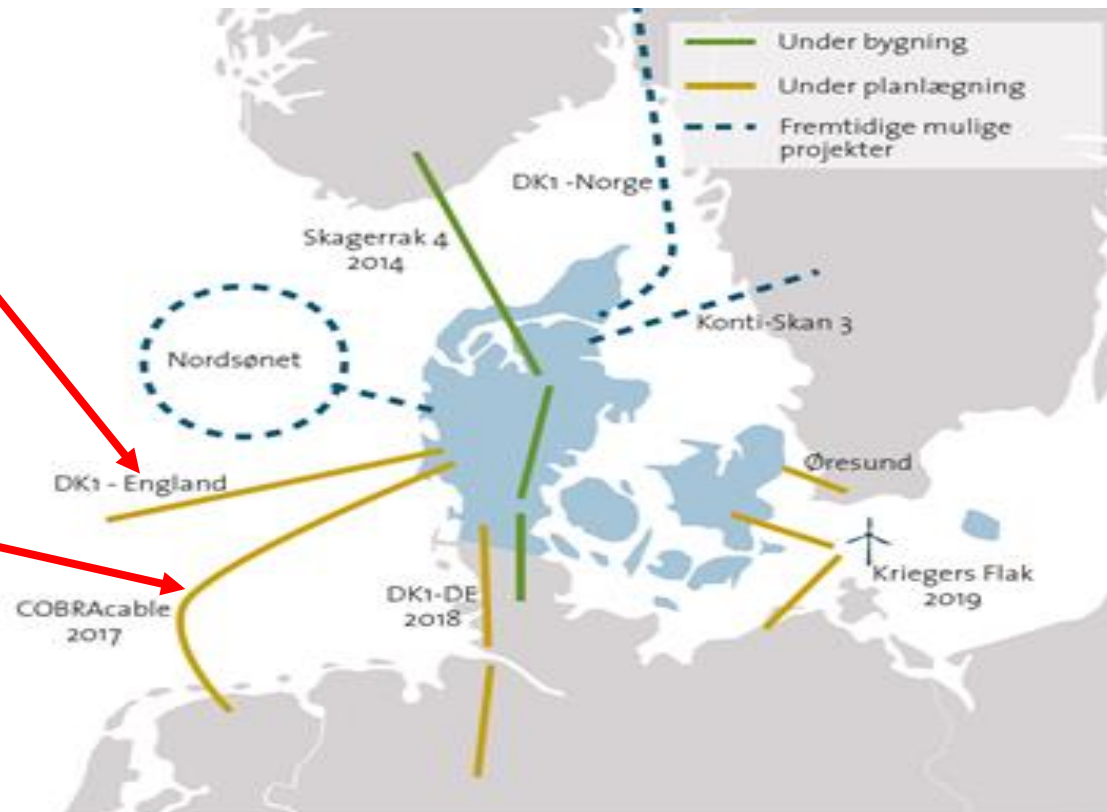 Under bygning
Under planlægning
Fremtidige mulige
projekter
DK1 -Norge
Skagerrak 4
2014
Konti-Skan 3
Nordsønet
Øresund
DK1 - England
Kriegers Flak
2019
DK1-DE
2018
COBRAcable
2017